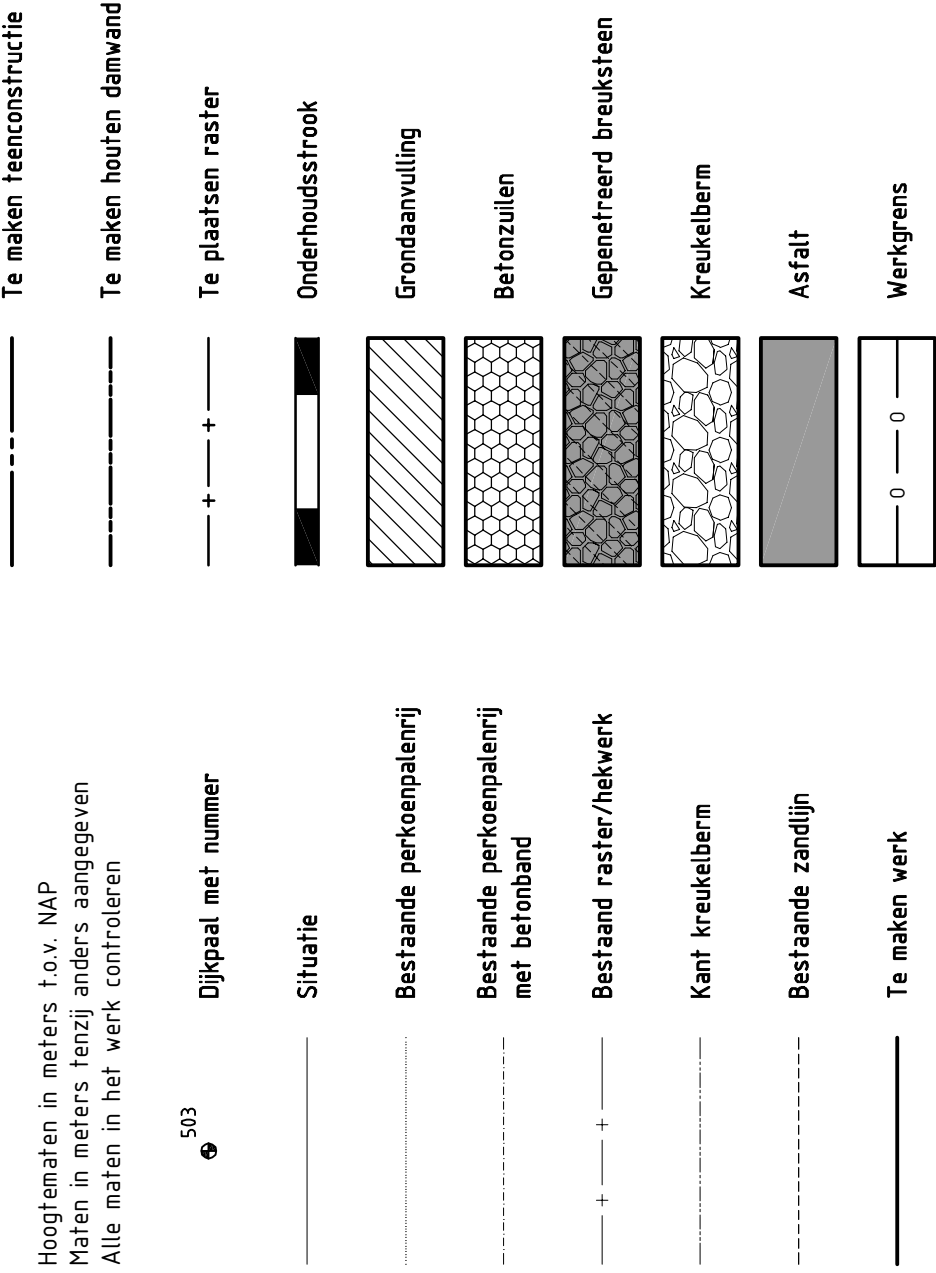 Hoogtematen in meters t.o.v. NAP
Maten in meters tenzij anders aangegeven
Alle maten in het werk controleren
503
Dijkpaal met nummer
Situatie
Bestaande perkoenpalenrij
Bestaande perkoenpalenrij
met betonband
Bestaand raster/hekwerk
Kant kreukelberm
Bestaande zandlijn
Te maken werk
Te maken teenconstructie
Te maken houten damwand
Te plaatsen raster
Onderhoudsstrook
Grondaanvulling
Betonzuilen
Gepenetreerd breuksteen
Kreukelberm
Asfalt
0 0
Werkgrens